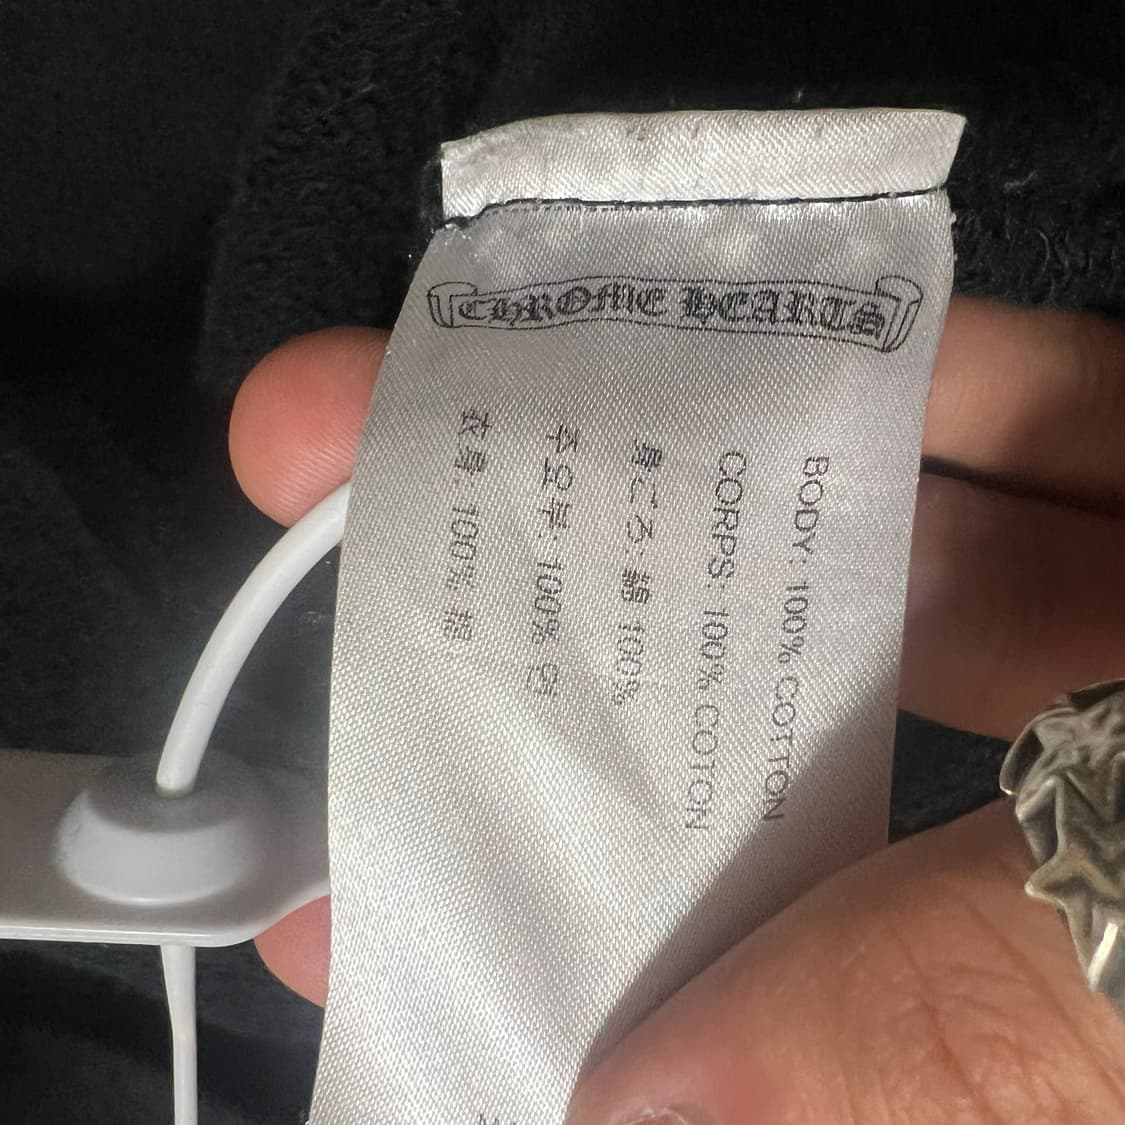 CHROME HEARTS
BODY: 100% COTTON
CORPS: 100% COTON
身ごろ: 綿 100%
주요부: 100% 면
衣身: 100% 棉